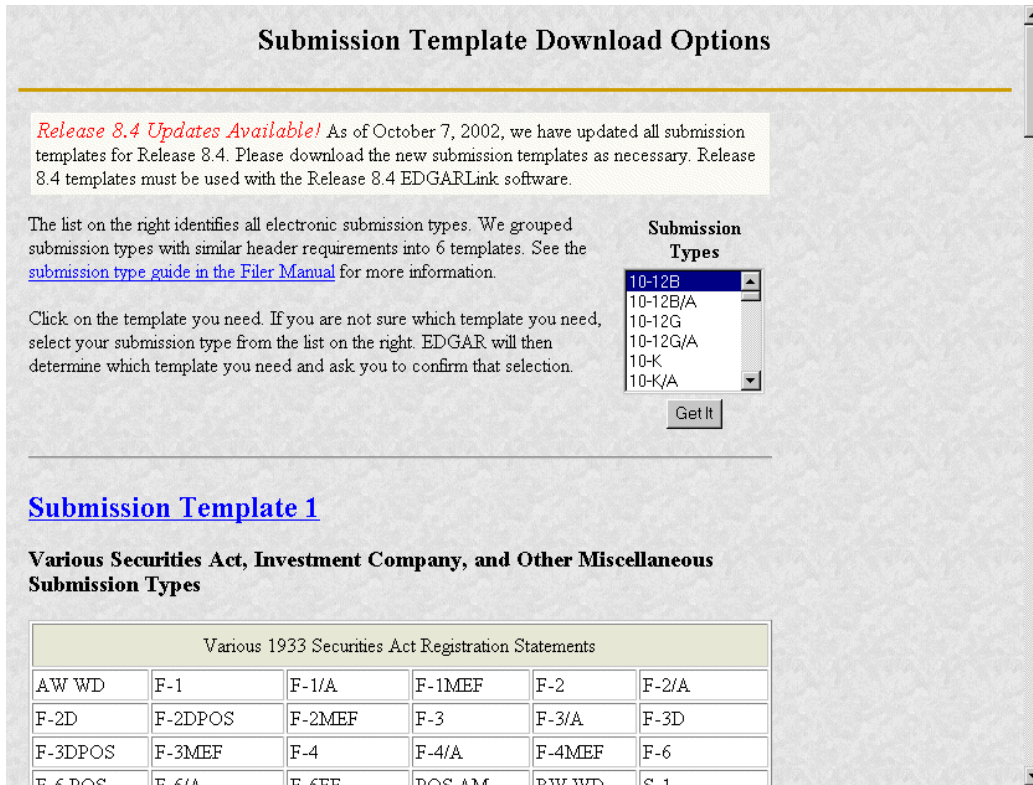 Submission Template Download Options
Release 8.4 Updates Available! As of October 7, 2002, we have updated all submission
templates for Release 8.4. Please download the new submission templates as necessary. Release
8.4 templates must be used with the Release 8.4 EDGARLink software.
The list on the right identifies all electronic submission types. We grouped
submission types with similar header requirements into 6 templates. See the
submission type guide in the Filer Manual for more information.
Click on the template you need. If you are not sure which template you need,
select your submission type from the list on the right. EDGAR will then
determine which template you need and ask you to confirm that selection.
Submission
Types
10-12B
10-12B/A
10-12G
10-12G/A
10-K
10-K/A
Get It
Submission Template 1
Various Securities Act, Investment Company, and Other Miscellaneous
Submission Types
Various 1933 Securities Act Registration Statements
AW WD F-1 F-1/A F-1MEF F-2 F-2/A
F-2D F-2DPOS F-2MEF F-3 F-3/A F-3D
F-3DPOS F-3MEF F-4 F-4/A F-4MEF F-6
F-6 POS F-6/A F-6EF POS AM RW WD S-1